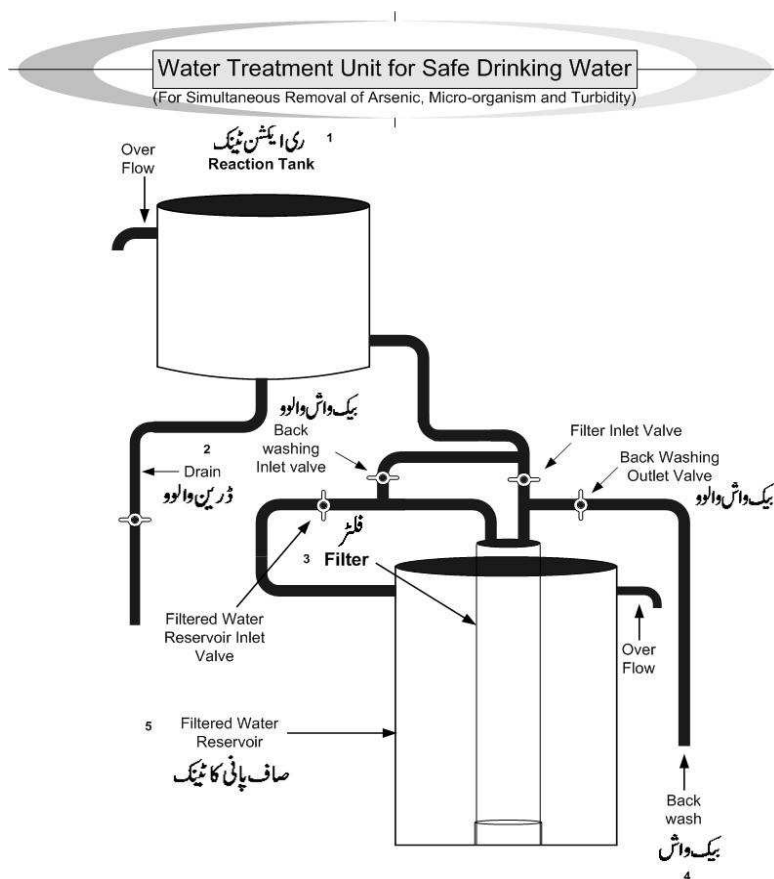 Water Treatment Unit for Safe Drinking Water
(For Simultaneous Removal of Arsenic, Micro-organism and Turbidity)
ری ایکشن ٹینک 1
Reaction Tank
Over
Flow
بیک واش والوو
Back
washing
Inlet valve
Filter Inlet Valve
Back Washing
Outlet Valve
بیک واش والوو
2
Drain
ڈرین والوو
فلٹر
3 Filter
Filtered Water
Reservoir Inlet
Valve
Over
Flow
5 Filtered Water
Reservoir
صاف پانی کا ٹینک
Back
wash
بیک واش
4